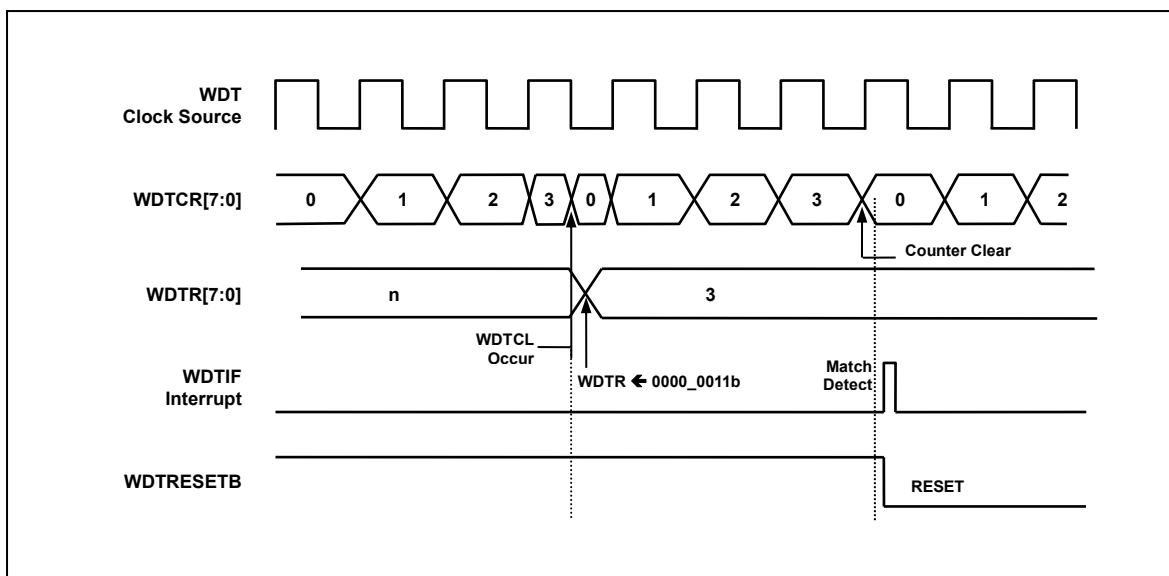 WDT
Clock Source
WDTCR[7:0]
0 1 2 3 0 1 2 3 0 1 2
Counter Clear
WDTR[7:0]
n
3
WDTCL
Occur
WDTR 🡸 0000_0011b
Match
Detect
WDTIF
Interrupt
WDTRESETB
RESET